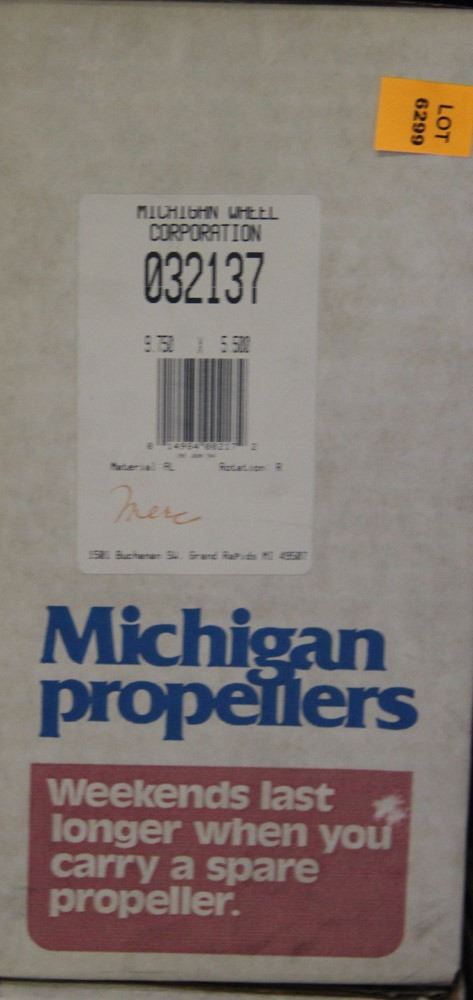 LOT
6299
MICHIGAN WHEEL
CORPORATION
032137
9.750 X 5.500
Material AL Rotation R
Merc
1501 Buchanan SW. Grand Rapids MI 49507
Michigan
propellers
Weekends last
longer when you
carry a spare
propeller.